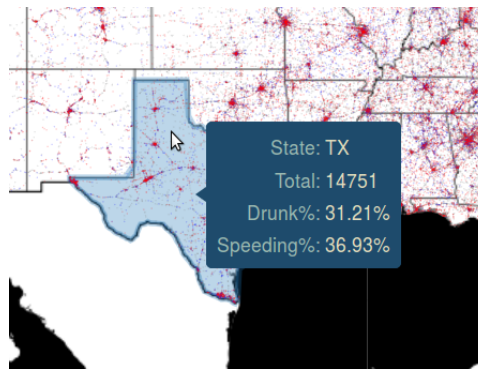 State: TX
Total: 14751
Drunk%: 31.21%
Speeding%: 36.93%